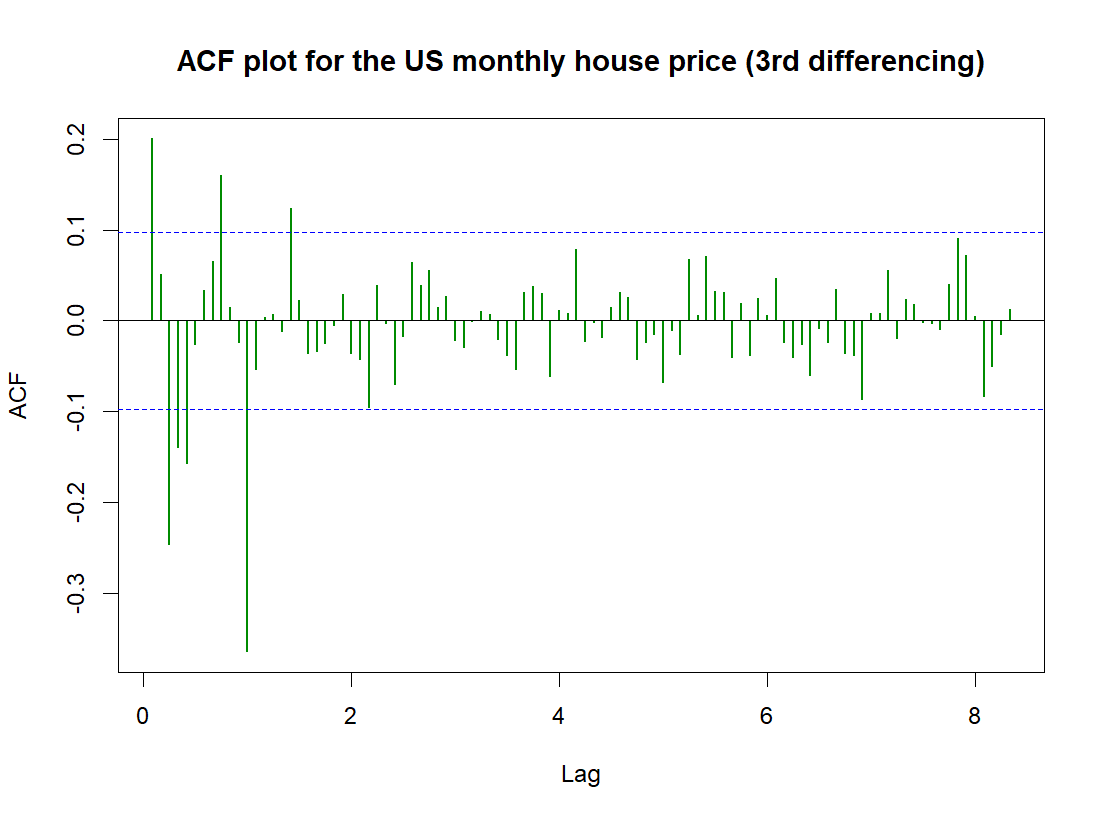 ACF plot for the US monthly house price (3rd differencing)
0.2
0.1
0.0
-0.1
-0.2
-0.3
ACF
0 2 4 6 8
Lag